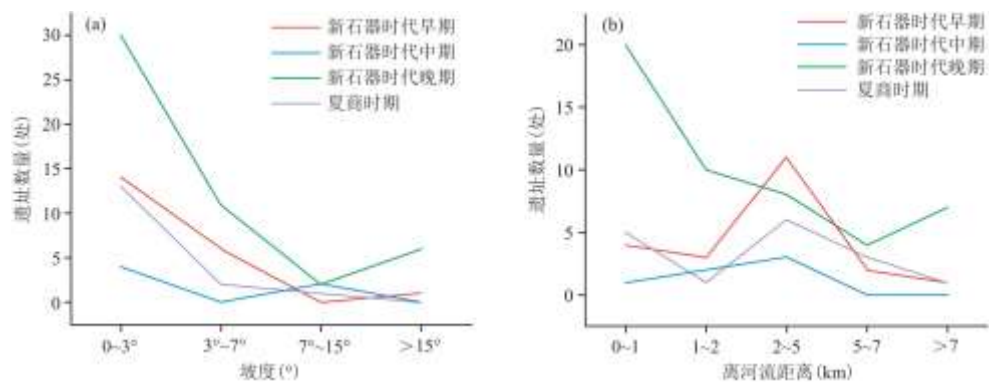 (a)
新石器时代早期
新石器时代中期
新石器时代晚期
夏商时期
遗址数量(处)
30
25
20
15
10
5
0
0~3°
3°~7°
7°~15°
>15°
坡度(°)
(b)
新石器时代早期
新石器时代中期
新石器时代晚期
夏商时期
遗址数量(处)
20
15
10
5
0
0~1
1~2
2~5
5~7
>7
离河流距离(km)